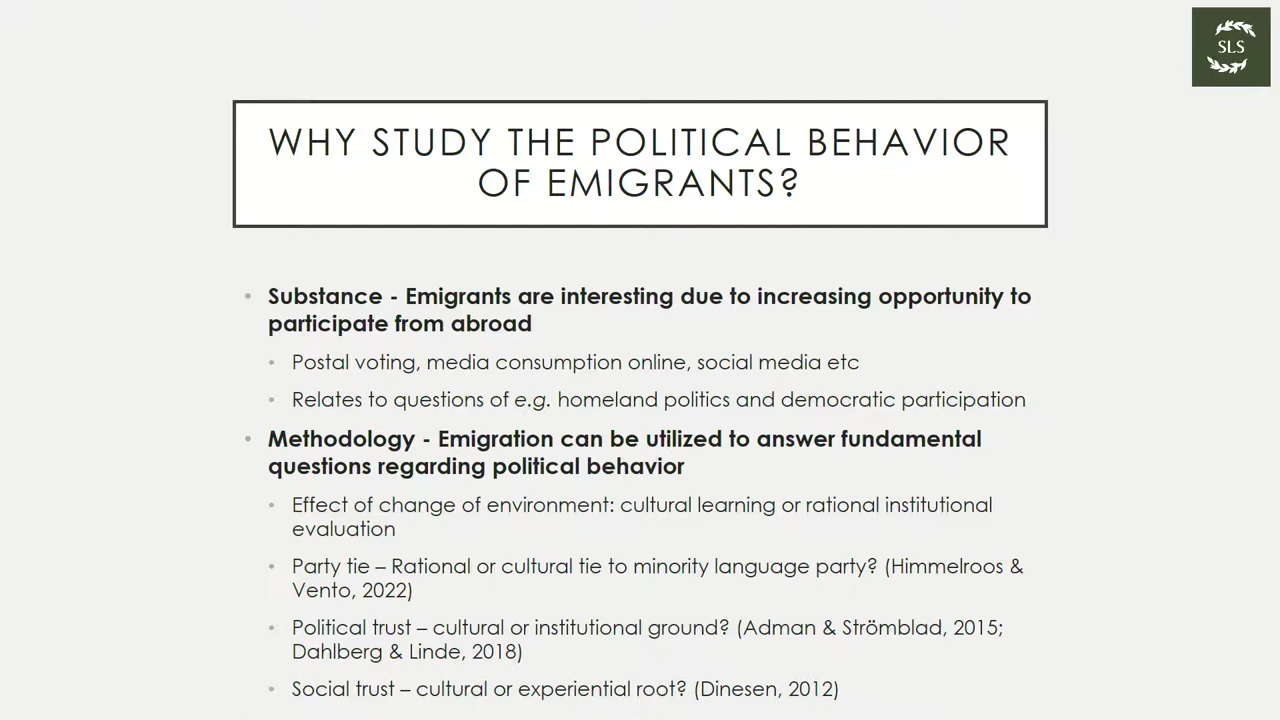 SLS
WHY STUDY THE POLITICAL BEHAVIOR
OF EMIGRANTS?
• Substance - Emigrants are interesting due to increasing opportunity to
participate from abroad
• Postal voting, media consumption online, social media etc
• Relates to questions of e.g. homeland politics and democratic participation
• Methodology - Emigration can be utilized to answer fundamental
questions regarding political behavior
• Effect of change of environment: cultural learning or rational institutional
evaluation
• Party tie – Rational or cultural tie to minority language party? (Himmelroos &
Vento, 2022)
• Political trust – cultural or institutional ground? (Adman & Strömblad, 2015;
Dahlberg & Linde, 2018)
• Social trust – cultural or experiential root? (Dinesen, 2012)